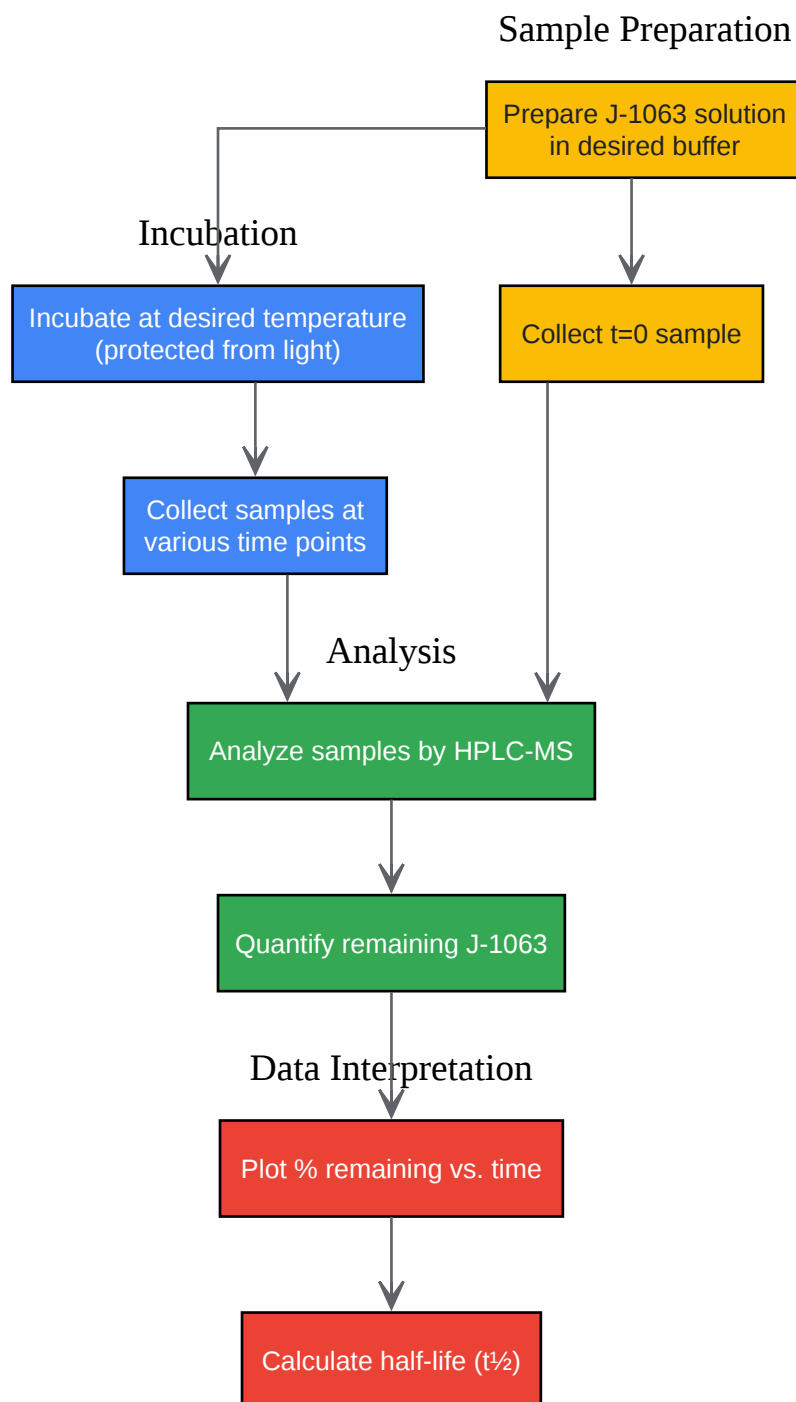 Sample Preparation
Prepare J-1063 solution
in desired buffer
Incubation
Incubate at desired temperature
(protected from light)
Collect t=0 sample
Collect samples at
various time points
Analysis
Analyze samples by HPLC-MS
Quantify remaining J-1063
Data Interpretation
Plot % remaining vs. time
Calculate half-life (t½)